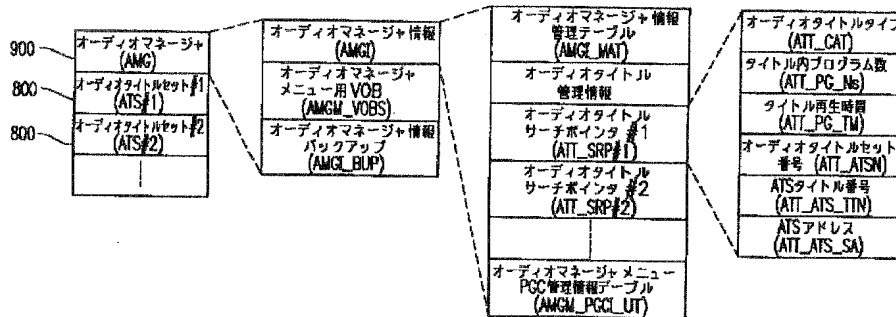 900
オーディオマネージャ
(AMG)
800
オーディオタイトルセット#1
(ATS#1)
800
オーディオタイトルセット#2
(ATS#2)
オーディオマネージャ情報
(AMGI)
オーディオマネージャ
メニュー用VOB
(AMGM_VOBS)
オーディオマネージャ情報
バックアップ
(AMGI_BUP)
オーディオマネージャ情報
管理テーブル
(AMGI_MAT)
オーディオタイトル
管理情報
オーディオタイトル
サーチポインタ #1
(ATT_SRP#1)
オーディオタイトル
サーチポインタ #2
(ATT_SRP#2)
オーディオマネージャメニュー
PGC管理情報テーブル
(AMGM_PGCI_UT)
オーディオタイトルタイプ
(ATT_CAT)
タイトル内プログラム数
(ATT_PG_Ns)
タイトル再生時間
(ATT_PG_TM)
オーディオタイトルセット
番号 (ATT_ATSN)
ATSタイトル番号
(ATT_ATS_TTN)
ATSアドレス
(ATT_ATS_SA)